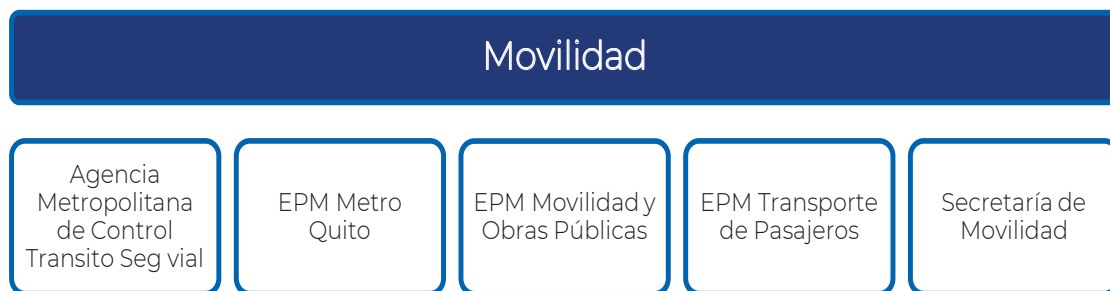 Movilidad
Agencia
Metropolitana
de Control
Transito Seg vial
EPM Metro
Quito
EPM Movilidad y
Obras Públicas
EPM Transporte
de Pasajeros
Secretaría de
Movilidad